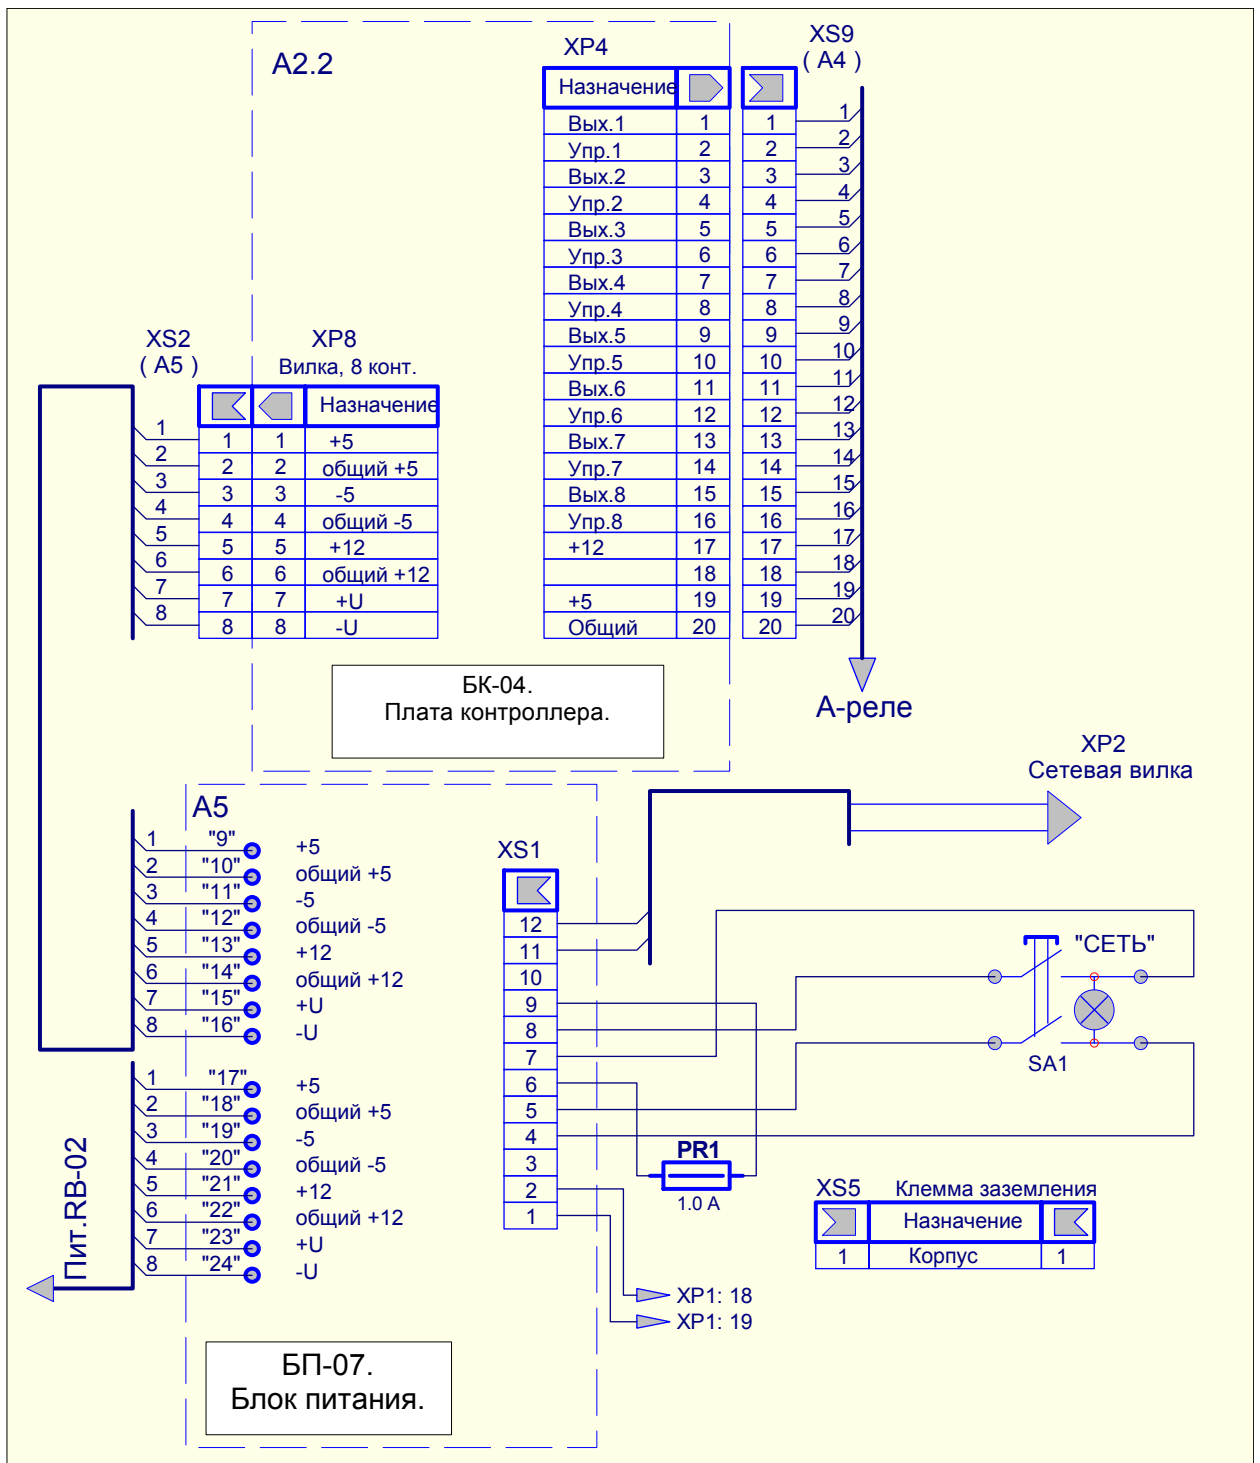 A2.2
XP4
Назначение
Вых.1 1
Упр.1 2
Вых.2 3
Упр.2 4
Вых.3 5
Упр.3 6
Вых.4 7
Упр.4 8
Вых.5 9
Упр.5 10
Вых.6 11
Упр.6 12
Вых.7 13
Упр.7 14
Вых.8 15
Упр.8 16
+12 17
18
+5 19
Общий 20
XS9
( A4 )
1 1
2 2
3 3
4 4
5 5
6 6
7 7
8 8
9 9
10 10
11 11
12 12
13 13
14 14
15 15
16 16
17 17
18 18
19 19
20 20
А-реле
XS2
( A5 )
XP8
Вилка, 8 конт.
Назначение
1 1 1 +5
2 2 2 общий +5
3 3 3 -5
4 4 4 общий -5
5 5 5 +12
6 6 6 общий +12
7 7 7 +U
8 8 8 -U
БК-04.
Плата контроллера.
XP2
Сетевая вилка
A5
1 "9" +5
2 "10" общий +5
3 "11" -5
4 "12" общий -5
5 "13" +12
6 "14" общий +12
7 "15" +U
8 "16" -U
1 "17" +5
2 "18" общий +5
3 "19" -5
4 "20" общий -5
5 "21" +12
6 "22" общий +12
7 "23" +U
8 "24" -U
Пит.RB-02
XS1
12
11
10
9
8
7
6
5
4
3
2
1
"СЕТЬ"
SA1
PR1
1.0 A
XS5 Клемма заземления
Назначение
1 Корпус 1
XP1: 18
XP1: 19
БП-07.
Блок питания.